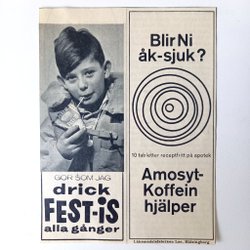 GÖR SOM JAG
drick
FEST-is
alla gånger
Blir Ni
åk-sjuk?
10 tabletter receptfritt på apotek
Amosyt-
Koffein
hjälper